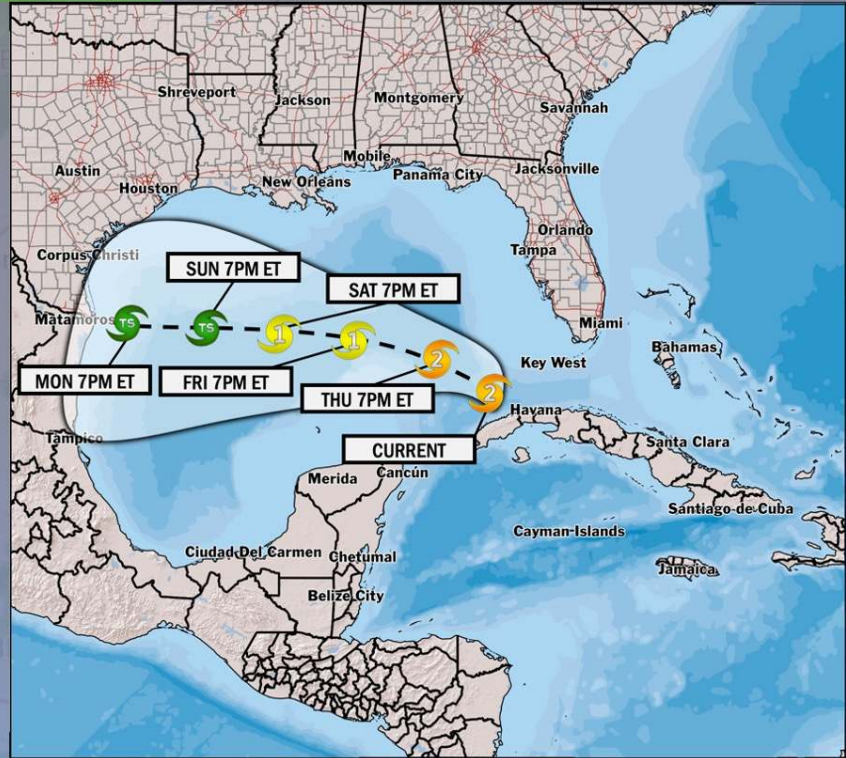 Shreveport
Jackson
Montgomery
Savannah
Austin
Houston
New Orleans
Mobile
Panama City
Jacksonville
Orlando
Tampa
Corpus Christi
SUN 7PM ET
SAT 7PM ET
Matamoros
TS
TS
1
1
2
2
Miami
Bahamas
Key West
MON 7PM ET
FRI 7PM ET
THU 7PM ET
Havana
CURRENT
Tampico
Santa Clara
Merida
Cancún
Santiago de Cuba
Cayman-Islands
Ciudad Del Carmen
Chetumal
Jamaica
Belize City